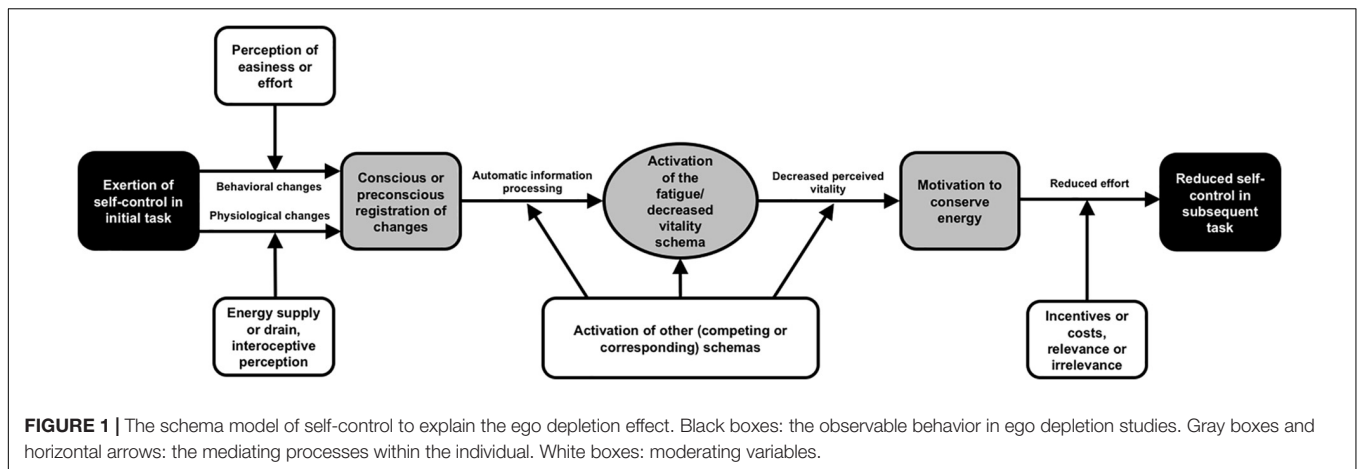 Perception of
easiness or
effort
Exertion of
self-control in
initial task
Behavioral changes
Physiological changes
Energy supply
or drain,
interoceptive
perception
Conscious or
preconscious
registration of
changes
Automatic information
processing
Activation
of the
fatigue/
decreased
vitality
schema
Activation of other (competing or
corresponding) schemas
Decreased perceived
vitality
Motivation to
conserve
energy
Reduced effort
Incentives or
costs,
relevance or
irrelevance
Reduced self-
control in
subsequent
task
FIGURE 1 | The schema model of self-control to explain the ego depletion effect. Black boxes: the observable behavior in ego depletion studies. Gray boxes and
horizontal arrows: the mediating processes within the individual. White boxes: moderating variables.